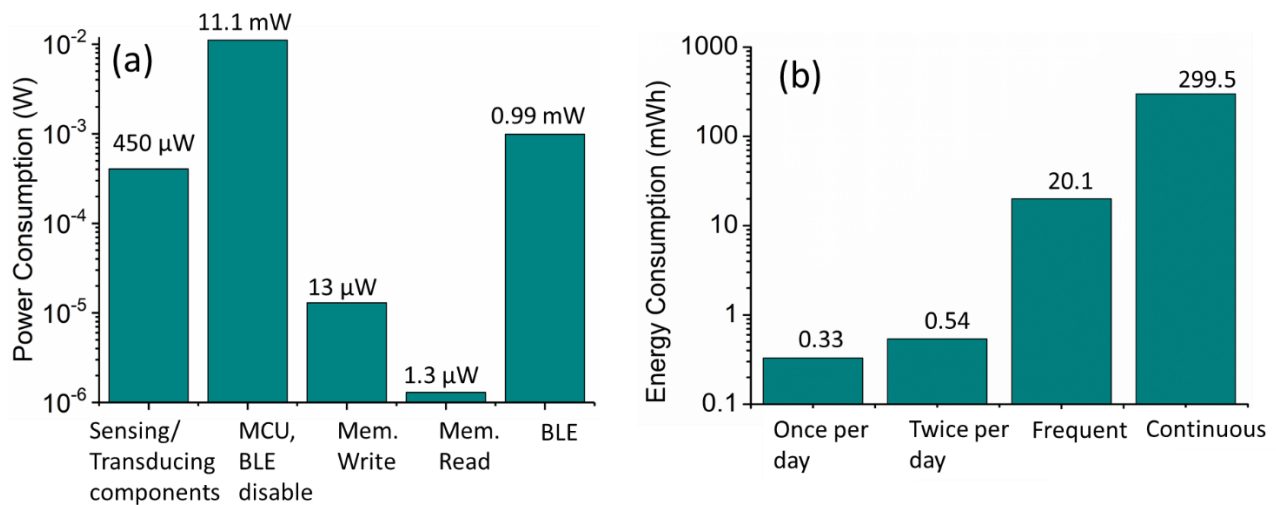 (a)
Power Consumption (W)
10⁻²
10⁻³
10⁻⁴
10⁻⁵
10⁻⁶
450 µW
11.1 mW
13 µW
1.3 µW
0.99 mW
Sensing/
Transducing
components
MCU,
BLE
disable
Mem.
Write
Mem.
Read
BLE
(b)
Energy Consumption (mWh)
1000
100
10
1
0.1
0.33
0.54
20.1
299.5
Once per
day
Twice per
day
Frequent
Continuous